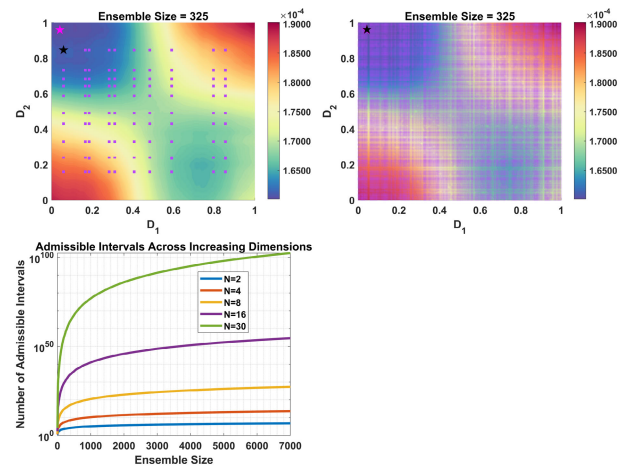 Ensemble Size = 325
×10⁻⁴
1
0.8
0.6
0.4
0.2
0
D₂
0 0.2 0.4 0.6 0.8 1
D₁
1.9000
1.8500
1.8000
1.7500
1.7000
1.6500
Ensemble Size = 325
×10⁻⁴
1
0.8
0.6
0.4
0.2
0
D₂
0 0.2 0.4 0.6 0.8 1
D₁
1.9000
1.8500
1.8000
1.7500
1.7000
1.6500
Admissible Intervals Across Increasing Dimensions
Number of Admissible Intervals
10¹⁰⁰
10⁵⁰
10⁰
N=2
N=4
N=8
N=16
N=30
0 1000 2000 3000 4000 5000 6000 7000
Ensemble Size